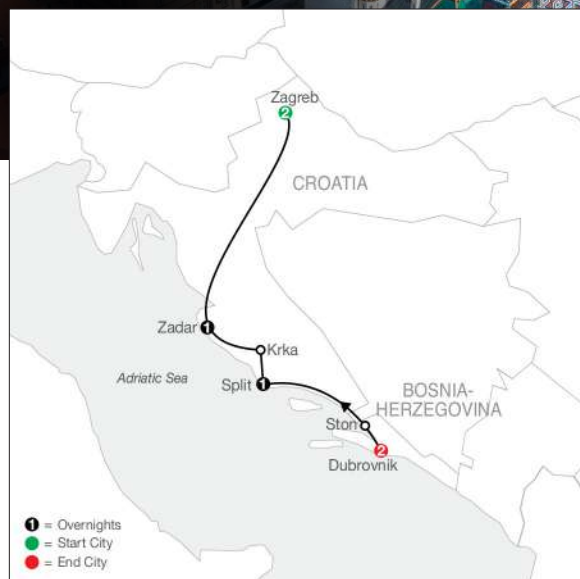 Zagreb
2
CROATIA
Zadar
1
Krka
Adriatic Sea
Split
1
BOSNIA-
HERZEGOVINA
Ston
2
Dubrovnik
1 = Overnights
= Start City
= End City